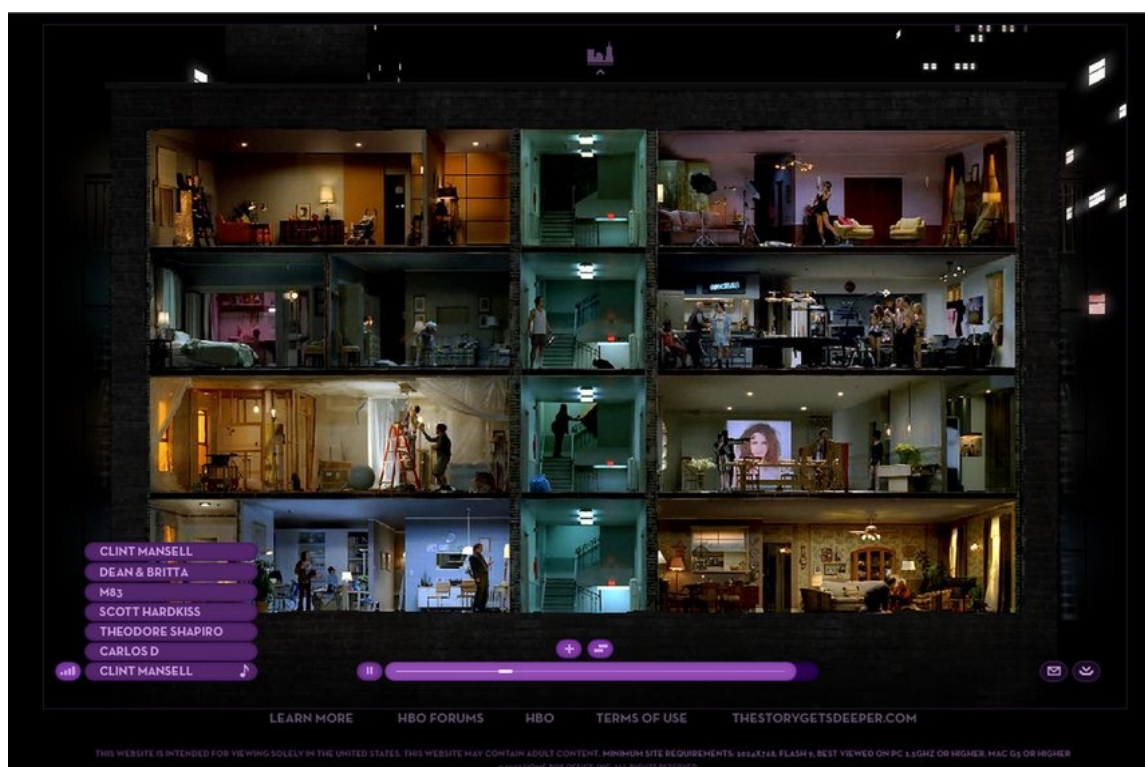 CLINT MANSELL
DEAN & BRITTA
M83
SCOTT HARDKISS
THEODORE SHAPIRO
CARLOS D
CLINT MANSELL
LEARN MORE HBO FORUMS HBO TERMS OF USE THESTORYGETSDEEPER.COM
THIS WEBSITE IS INTENDED FOR VIEWING SOLELY IN THE UNITED STATES. THIS WEBSITE MAY CONTAIN ADULT CONTENT. MINIMUM SITE REQUIREMENTS: 1024X768, FLASH 9, BEST VIEWED ON PC 1.5GHZ OR HIGHER, MAC G5 OR HIGHER